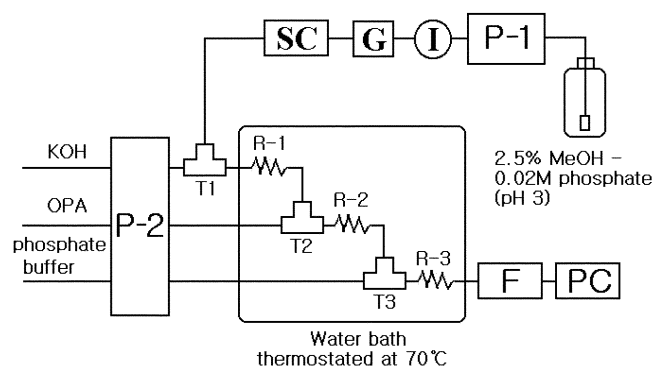 SC
G
I
P-1
2.5% MeOH -
0.02M phosphate
(pH 3)
KOH
OPA
phosphate
buffer
P-2
T1
R-1
T2
R-2
T3
R-3
F
PC
Water bath
thermostated at 70℃